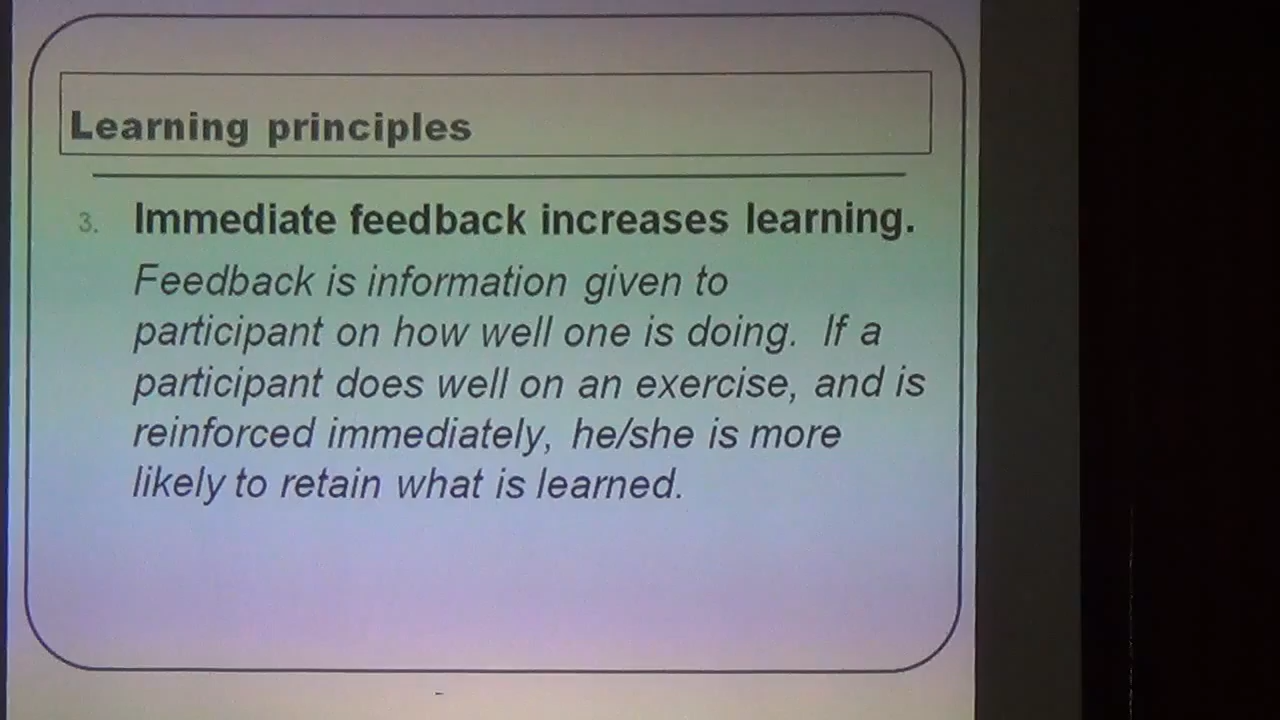 Learning principles
3. Immediate feedback increases learning.
Feedback is information given to
participant on how well one is doing. If a
participant does well on an exercise, and is
reinforced immediately, he/she is more
likely to retain what is learned.